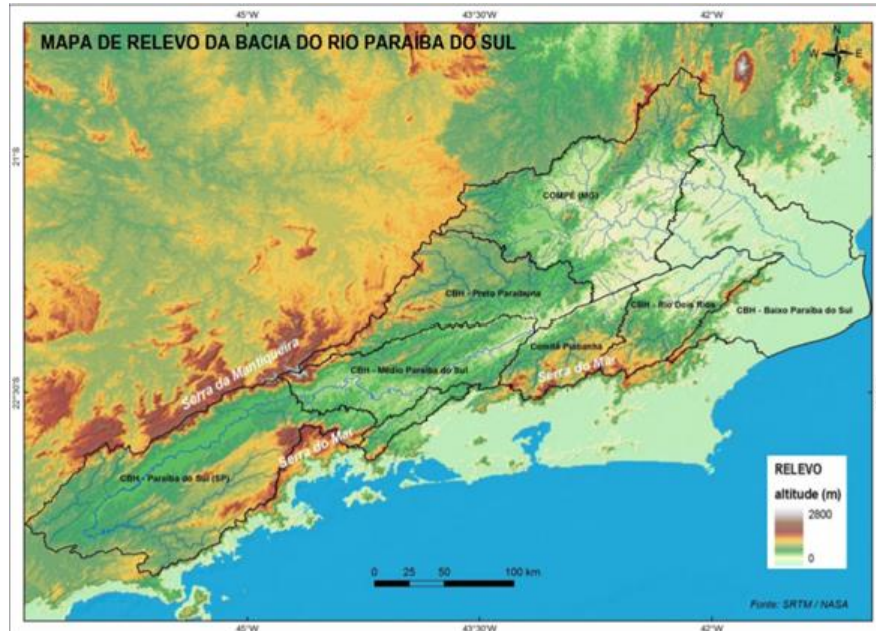 45°W
43°30'W
42°W
MAPA DE RELEVO DA BACIA DO RIO PARAÍBA DO SUL
N
W
E
S
21°S
21°S
COMPÉ (MG)
CBH - Preto Paraibuna
CBH - Rio Dois Rios
CBH - Baixo Paraíba do Sul
Comitê Piabanha
Serra da Mantiqueira
CBH - Médio Paraíba do Sul
Serra do Mar
22°30'S
22°30'S
Serra do Mar
CBH - Paraíba do Sul (SP)
RELEVO
altitude (m)
2800
0
0 25 50 100 km
Fonte: SRTM / NASA
45°W
43°30'W
42°W